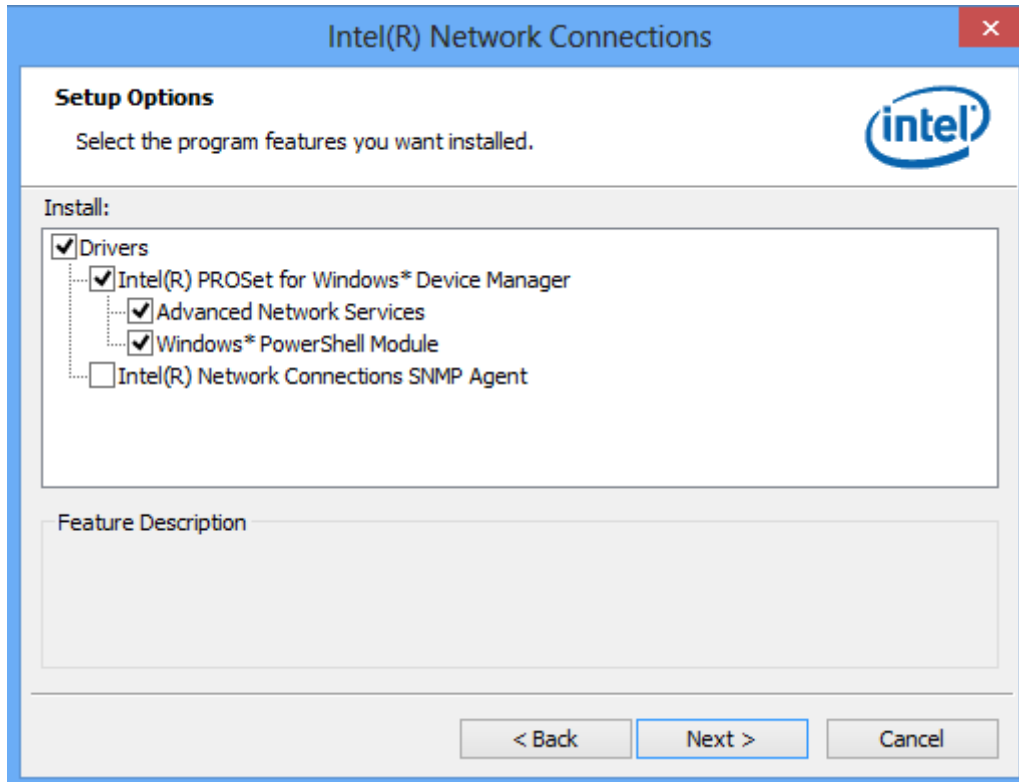 Intel(R) Network Connections
Setup Options
Select the program features you want installed.
intel
Install:
Drivers
Intel(R) PROSet for Windows* Device Manager
Advanced Network Services
Windows* PowerShell Module
Intel(R) Network Connections SNMP Agent
Feature Description
< Back Next > Cancel